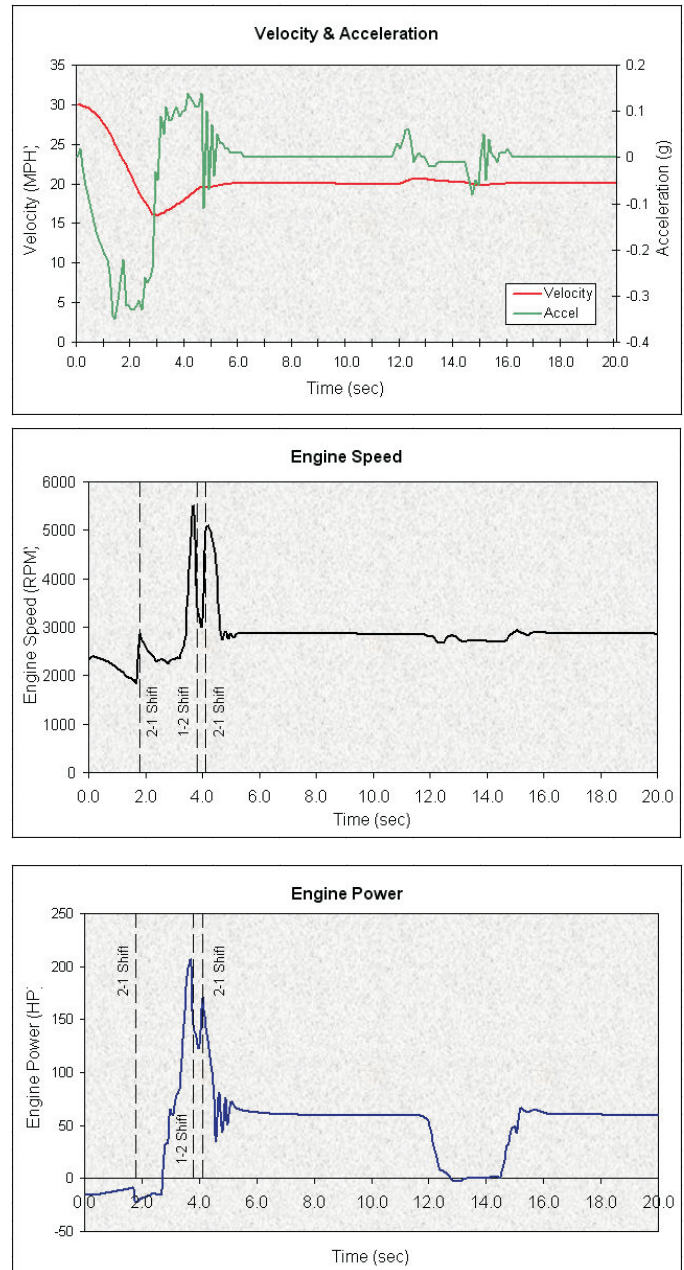 Velocity & Acceleration
35
30
25
20
15
10
5
0
Velocity (MPH)
0.2
0.1
0
-0.1
-0.2
-0.3
-0.4
Acceleration (g)
Velocity
Accel
0.0 2.0 4.0 6.0 8.0 10.0 12.0 14.0 16.0 18.0 20.0
Time (sec)
Engine Speed
6000
5000
4000
3000
2000
1000
0
Engine Speed (RPM)
2-1 Shift
1-2 Shift
2-1 Shift
0.0 2.0 4.0 6.0 8.0 10.0 12.0 14.0 16.0 18.0 20.0
Time (sec)
Engine Power
250
200
150
100
50
0
-50
Engine Power (HP)
2-1 Shift
1-2 Shift
2-1 Shift
0.0 2.0 4.0 6.0 8.0 10.0 12.0 14.0 16.0 18.0 20.0
Time (sec)